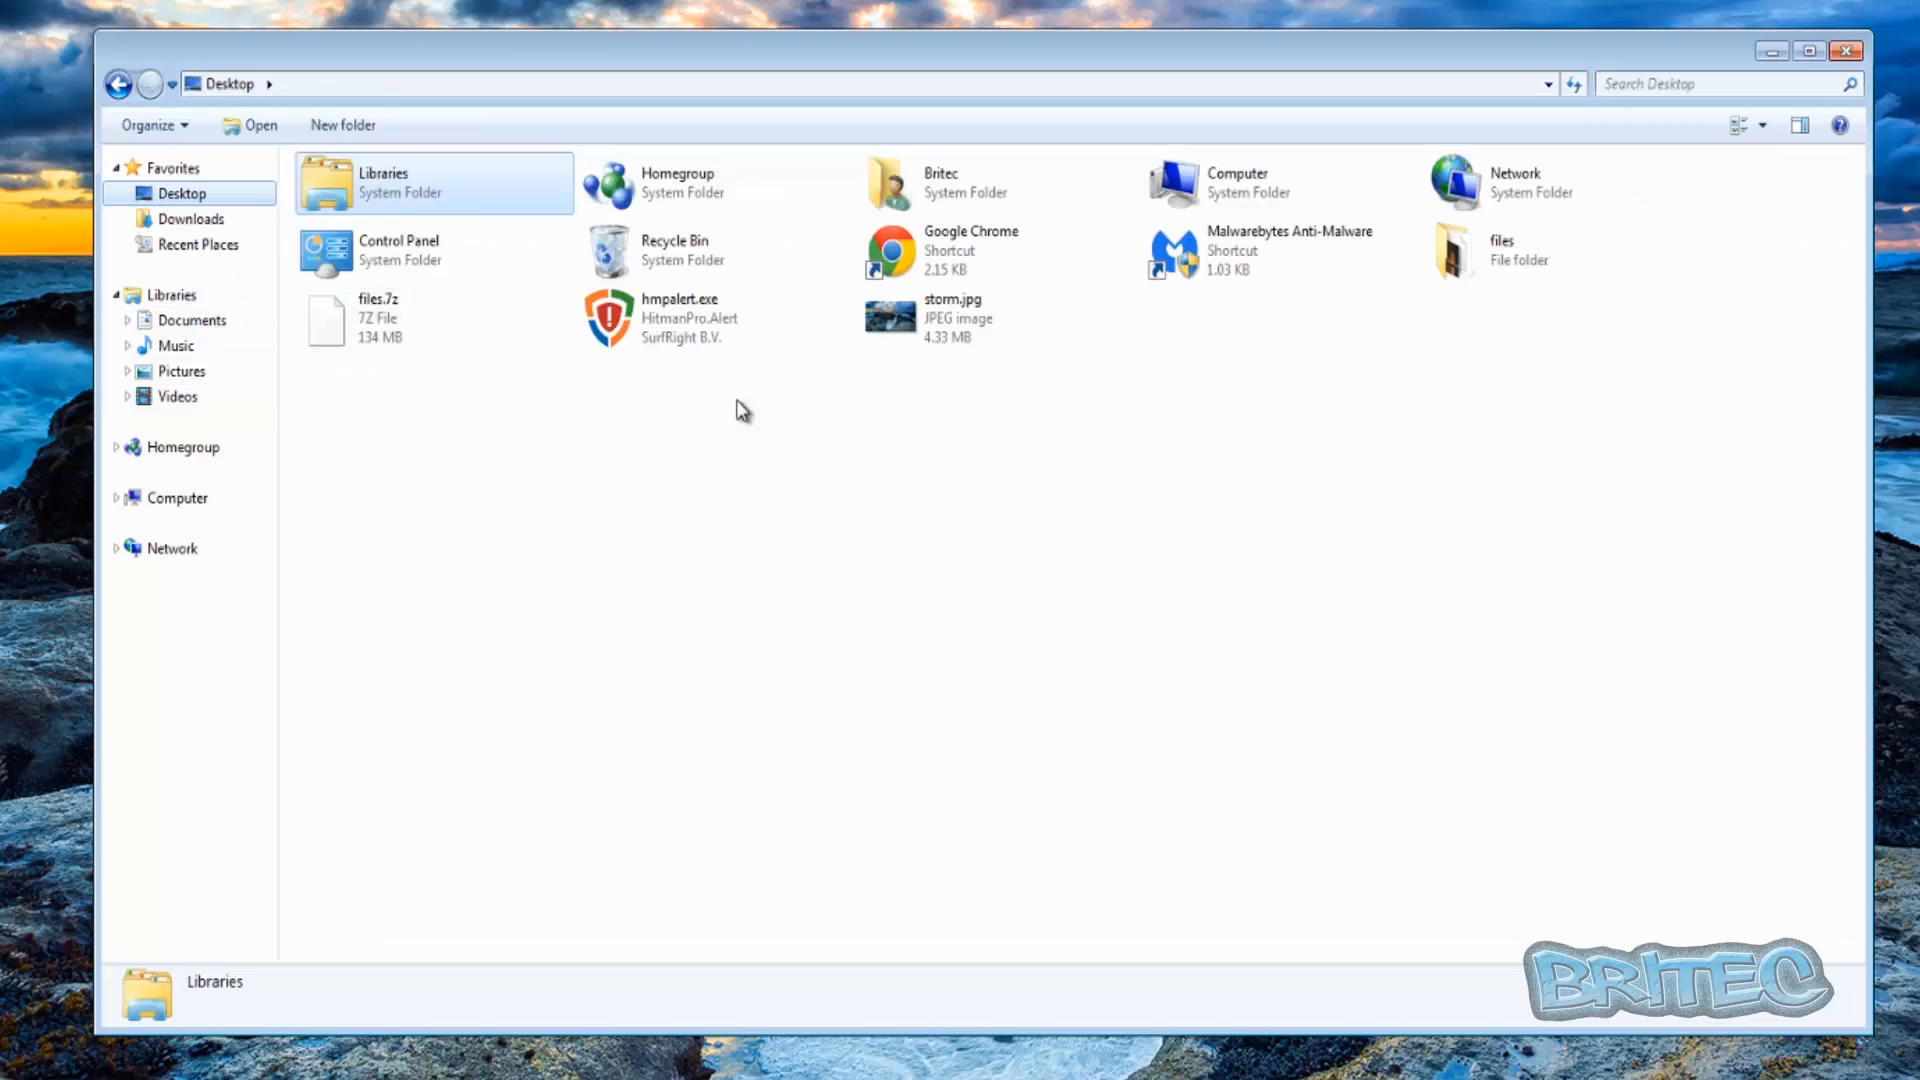 Desktop
Search Desktop
Organize
Open
New folder
Favorites
Desktop
Downloads
Recent Places
Libraries
Documents
Music
Pictures
Videos
Homegroup
Computer
Network
Libraries
System Folder
Homegroup
System Folder
Britec
System Folder
Computer
System Folder
Network
System Folder
Control Panel
System Folder
Recycle Bin
System Folder
Google Chrome
Shortcut
2.15 KB
Malwarebytes Anti-Malware
Shortcut
1.03 KB
files
File folder
files.7z
7Z File
134 MB
hmpalert.exe
HitmanPro.Alert
SurfRight B.V.
storm.jpg
JPEG image
4.33 MB
Libraries
BRITEC